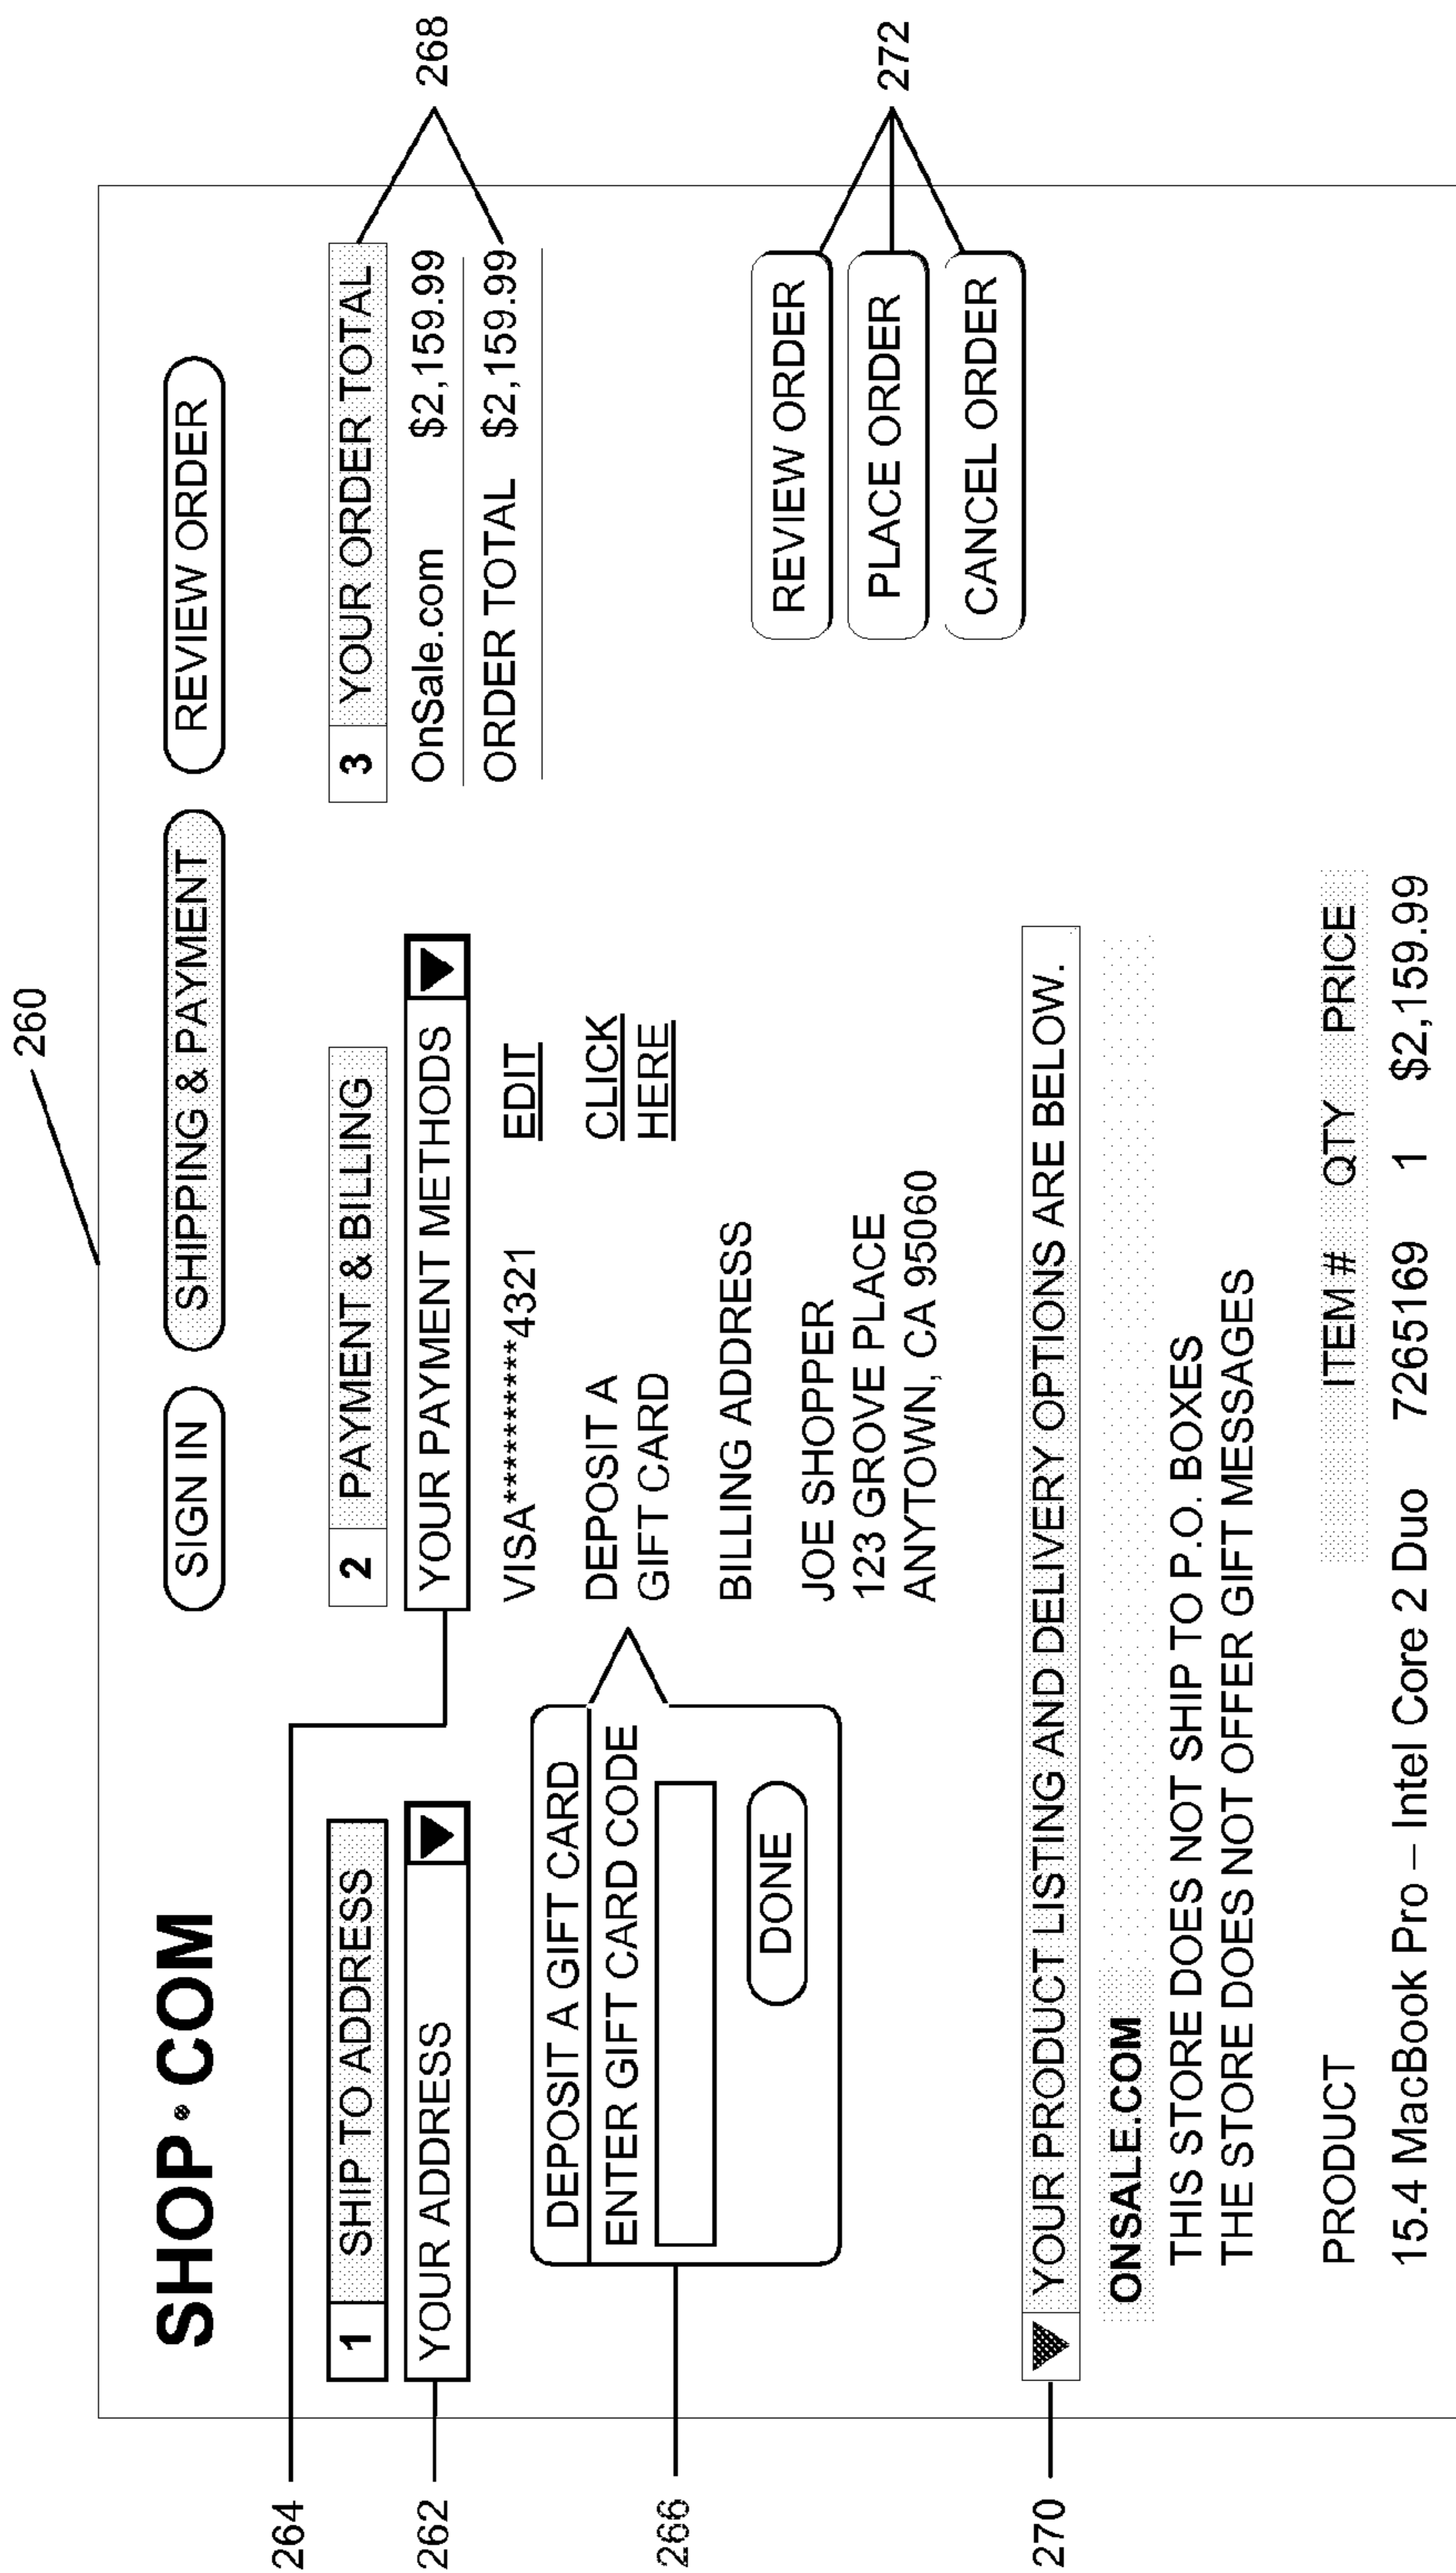 260
SHOP•COM
SIGN IN
SHIPPING & PAYMENT
REVIEW ORDER
264
262
1 SHIP TO ADDRESS
YOUR ADDRESS
2 PAYMENT & BILLING
YOUR PAYMENT METHODS
VISA**********4321 EDIT
DEPOSIT A
GIFT CARD
CLICK
HERE
BILLING ADDRESS
JOE SHOPPER
123 GROVE PLACE
ANYTOWN, CA 95060
266
DEPOSIT A GIFT CARD
ENTER GIFT CARD CODE
DONE
3 YOUR ORDER TOTAL
OnSale.com $2,159.99
ORDER TOTAL $2,159.99
268
REVIEW ORDER
PLACE ORDER
CANCEL ORDER
272
270
YOUR PRODUCT LISTING AND DELIVERY OPTIONS ARE BELOW.
ONSALE.COM
THIS STORE DOES NOT SHIP TO P.O. BOXES
THE STORE DOES NOT OFFER GIFT MESSAGES
PRODUCT ITEM # QTY PRICE
15.4 MacBook Pro – Intel Core 2 Duo 7265169 1 $2,159.99